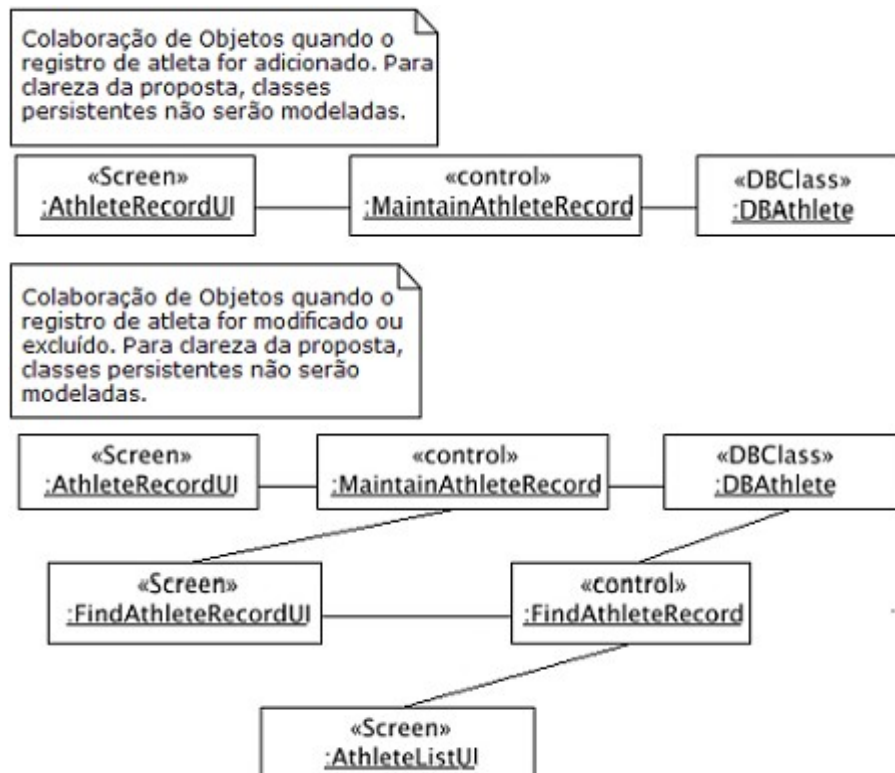 Colaboração de Objetos quando o
registro de atleta for adicionado. Para
clareza da proposta, classes
persistentes não serão modeladas.
«Screen»
:AthleteRecordUI
«control»
:MaintainAthleteRecord
«DBClass»
:DBAthlete
Colaboração de Objetos quando o
registro de atleta for modificado ou
excluído. Para clareza da proposta,
classes persistentes não serão
modeladas.
«Screen»
:AthleteRecordUI
«control»
:MaintainAthleteRecord
«DBClass»
:DBAthlete
«Screen»
:FindAthleteRecordUI
«control»
:FindAthleteRecord
«Screen»
:AthleteListUI